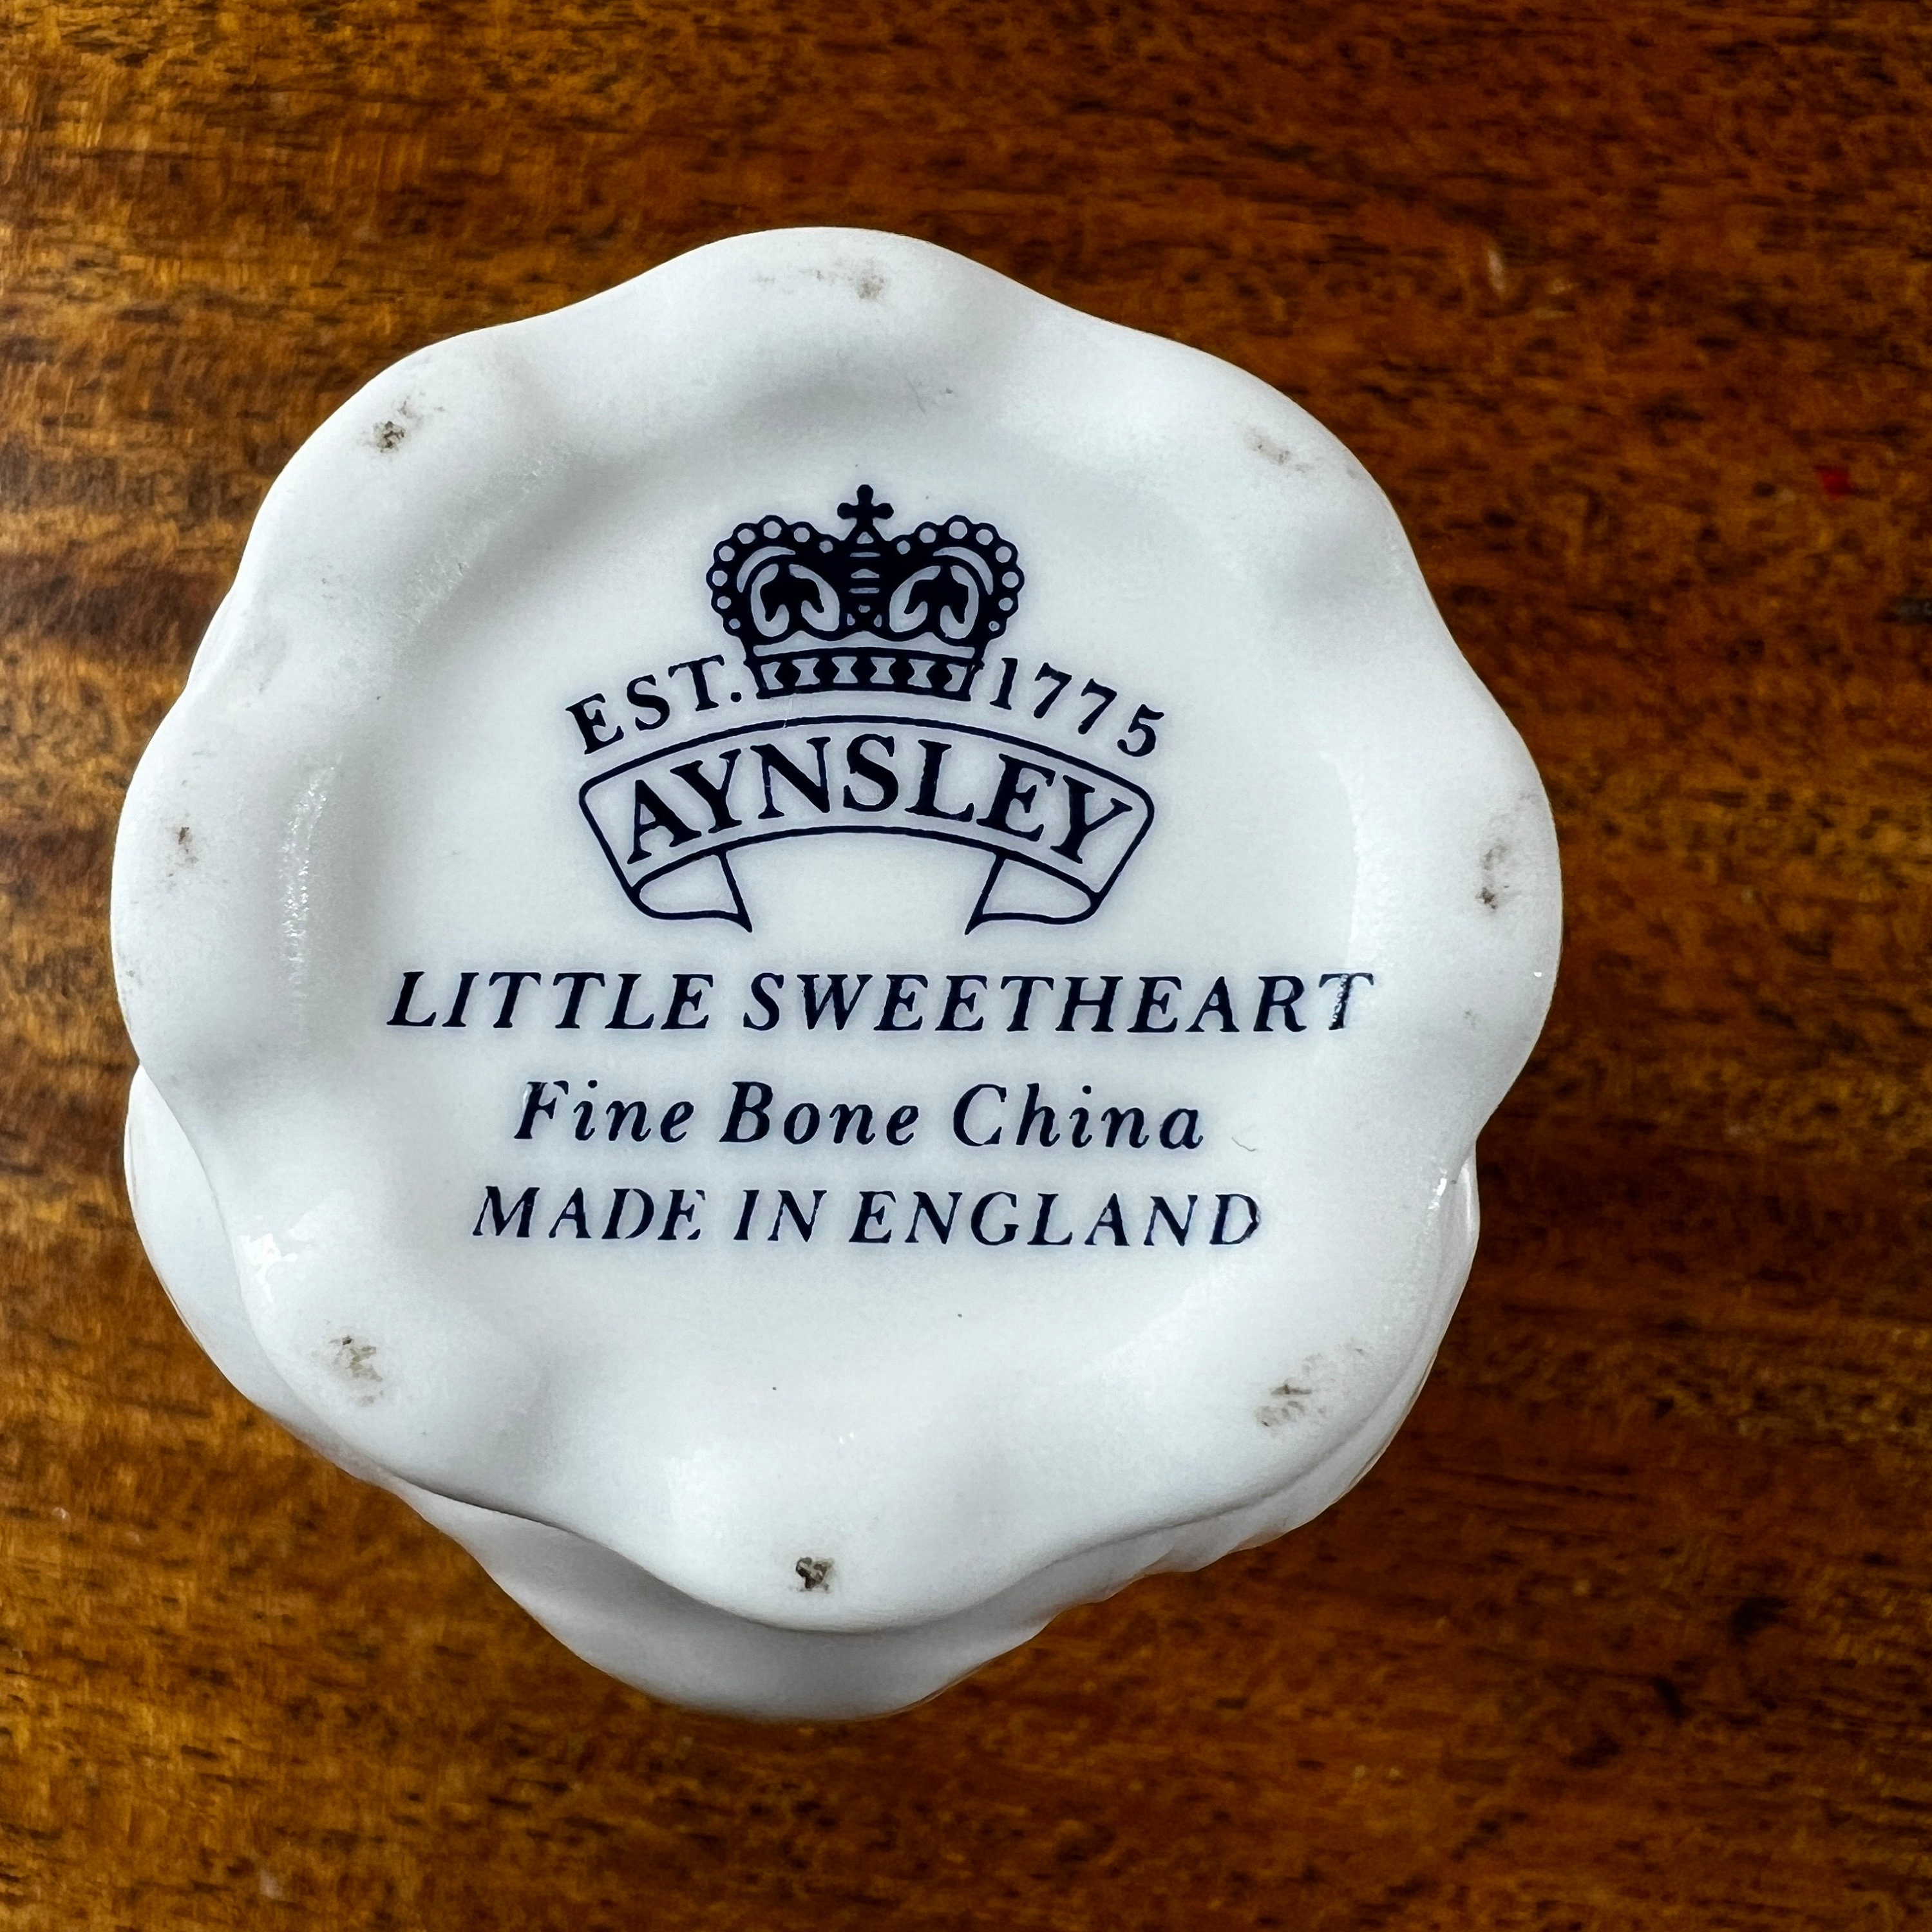 EST. 1775
AYNSLEY
LITTLE SWEETHEART
Fine Bone China
MADE IN ENGLAND